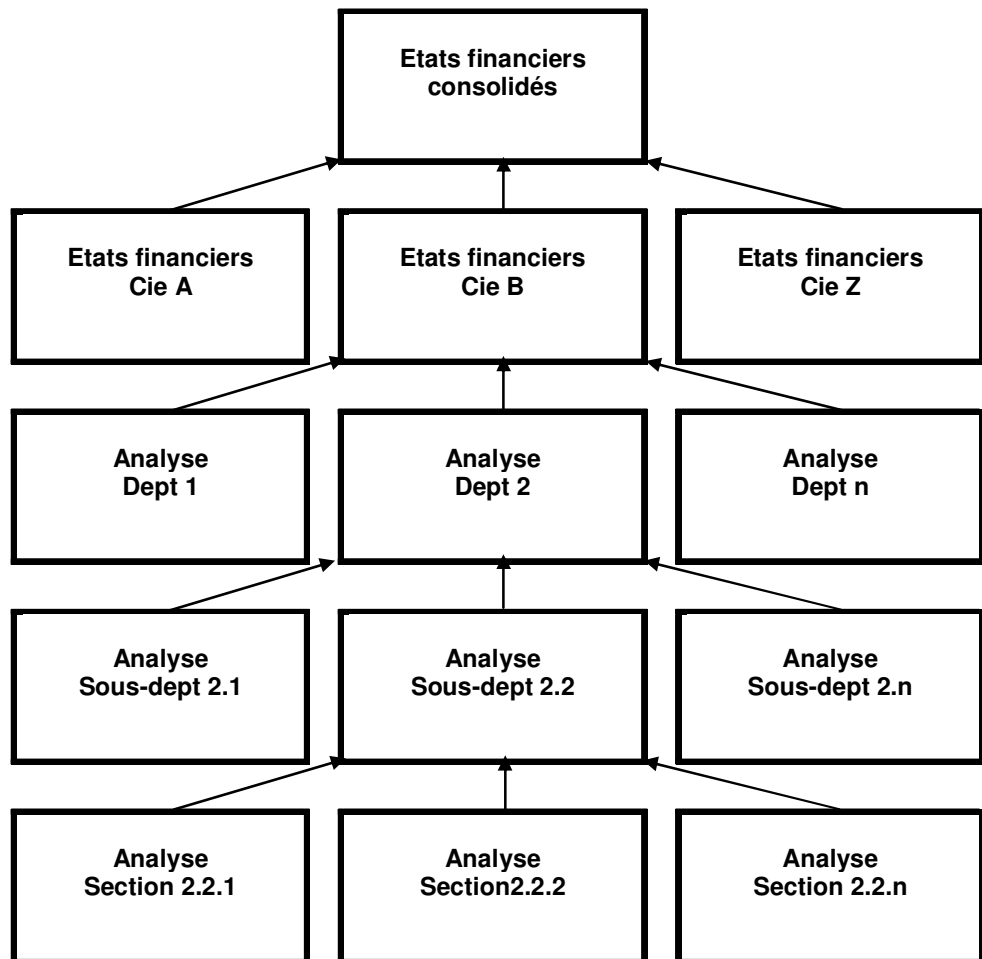 Etats financiers
consolidés
Etats financiers
Cie A
Etats financiers
Cie B
Etats financiers
Cie Z
Analyse
Dept 1
Analyse
Dept 2
Analyse
Dept n
Analyse
Sous-dept 2.1
Analyse
Sous-dept 2.2
Analyse
Sous-dept 2.n
Analyse
Section 2.2.1
Analyse
Section2.2.2
Analyse
Section 2.2.n